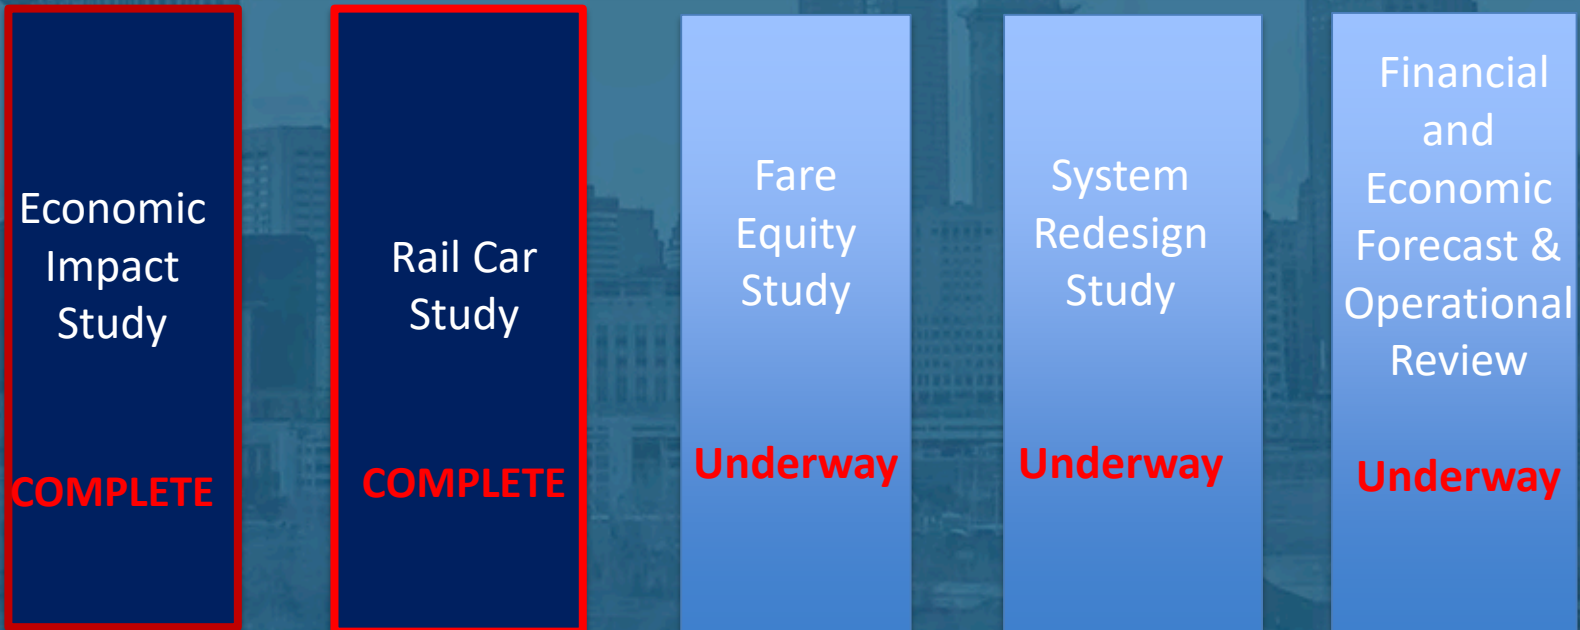 Economic
Impact
Study
COMPLETE
Rail Car
Study
COMPLETE
Fare
Equity
Study
Underway
System
Redesign
Study
Underway
Financial
and
Economic
Forecast &
Operational
Review
Underway